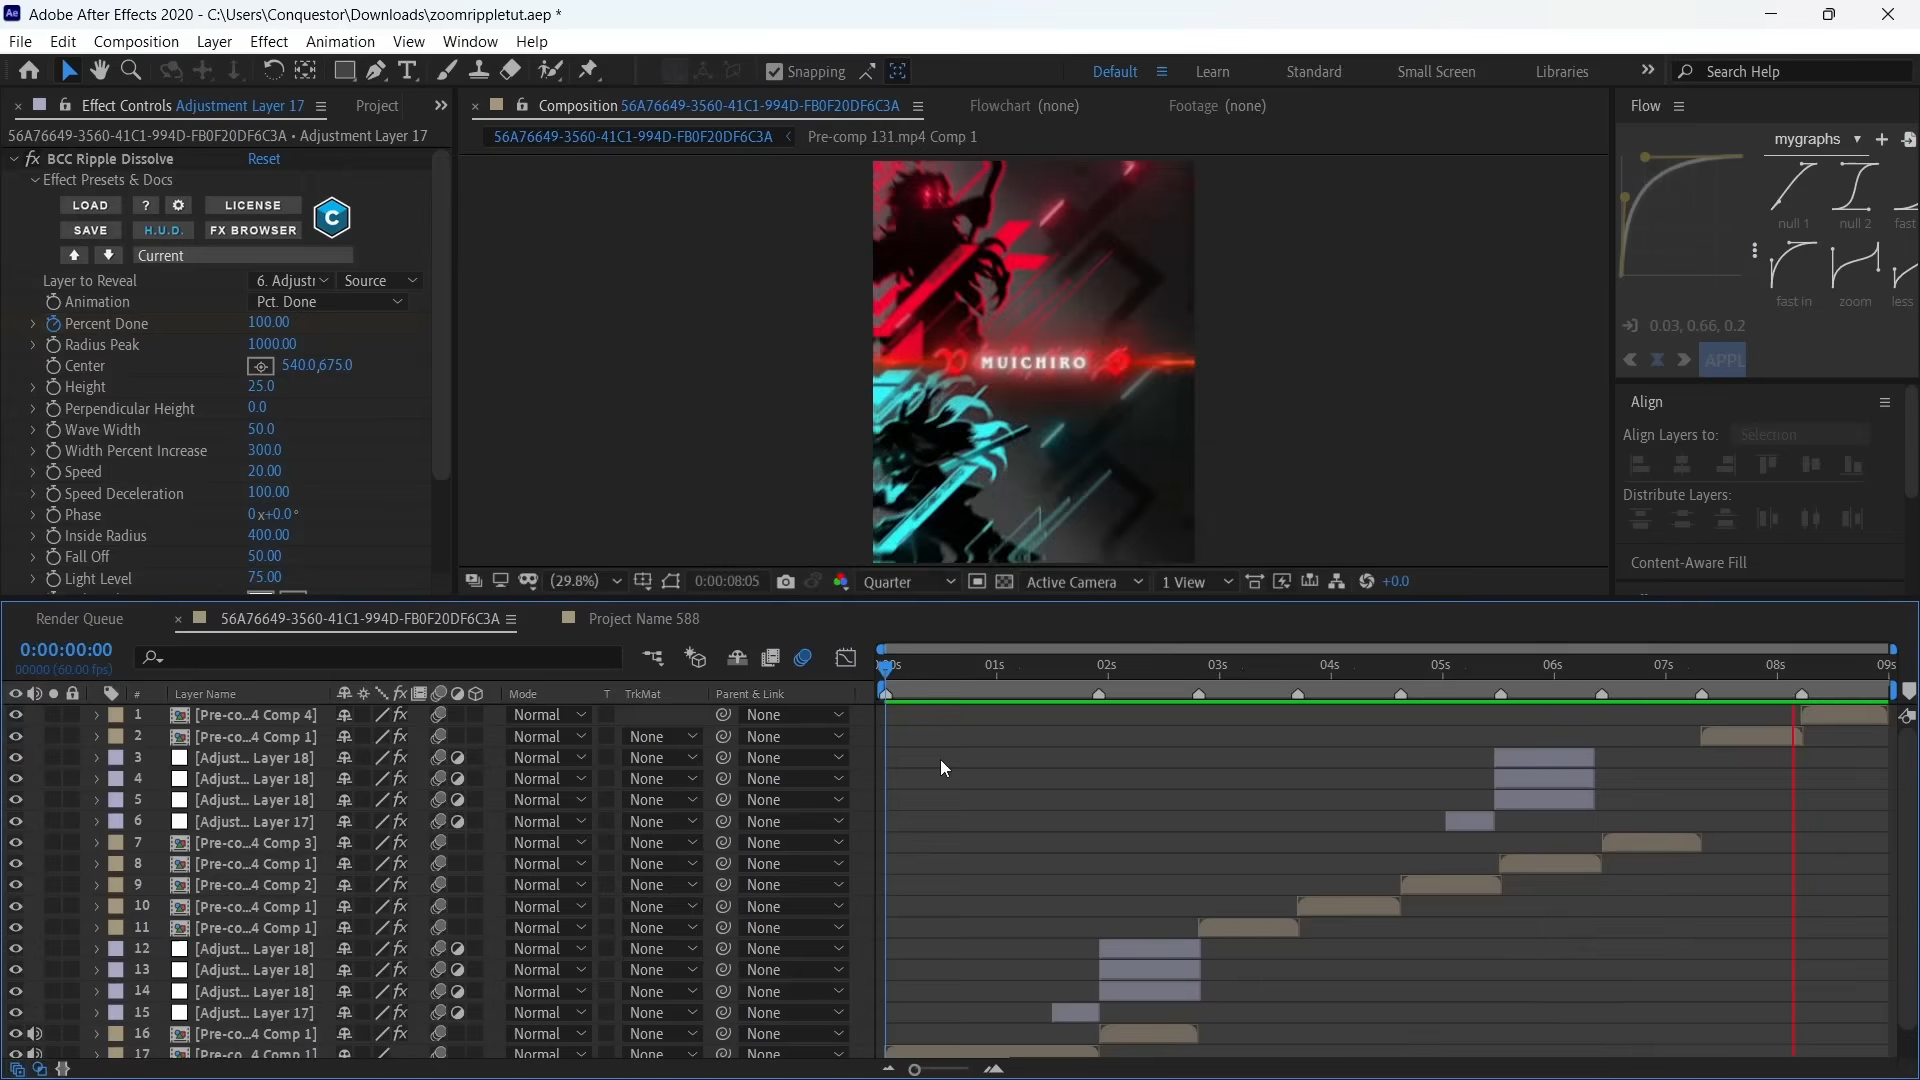 Adobe After Effects 2020 - C:\Users\Conquestor\Downloads\zoomrippletut.aep *
File Edit Composition Layer Effect Animation View Window Help
Snapping Default Learn Standard Small Screen Libraries Search Help
Effect Controls Adjustment Layer 17 Project
Composition 56A76649-3560-41C1-994D-FB0F20DF6C3A Flowchart (none) Footage (none)
Flow
56A76649-3560-41C1-994D-FB0F20DF6C3A • Adjustment Layer 17
56A76649-3560-41C1-994D-FB0F20DF6C3A < Pre-comp 131.mp4 Comp 1
mygraphs
fx BCC Ripple Dissolve Reset
Effect Presets & Docs
LOAD ? LICENSE
SAVE H.U.D. FX BROWSER
Current
Layer to Reveal 6. Adjust Source
Animation Pct. Done
Percent Done 100.00
Radius Peak 1000.00
Center 540.0,675.0
Height 25.0
Perpendicular Height 0.0
Wave Width 50.0
Width Percent Increase 300.0
Speed 20.00
Speed Deceleration 100.00
Phase 0x+0.0°
Inside Radius 400.00
Fall Off 50.00
Light Level 75.00
MUICHIRO
null 1 null 2 fast
fast in zoom less
0.03, 0.66, 0.2
APPL
Align
Align Layers to: Selection
Distribute Layers:
Content-Aware Fill
(29.8%) 0:00:08:05 Quarter Active Camera 1 View +0.0
Render Queue 56A76649-3560-41C1-994D-FB0F20DF6C3A Project Name 588
0:00:00:00
00000 (60.00 fps)
00s 01s 02s 03s 04s 05s 06s 07s 08s 09s
# Layer Name Mode T TrkMat Parent & Link
1 [Pre-co...4 Comp 4] Normal None
2 [Pre-co...4 Comp 1] Normal None None
3 [Adjust... Layer 18] Normal None None
4 [Adjust... Layer 18] Normal None None
5 [Adjust... Layer 18] Normal None None
6 [Adjust... Layer 17] Normal None None
7 [Pre-co...4 Comp 3] Normal None None
8 [Pre-co...4 Comp 1] Normal None None
9 [Pre-co...4 Comp 2] Normal None None
10 [Pre-co...4 Comp 1] Normal None None
11 [Pre-co...4 Comp 1] Normal None None
12 [Adjust... Layer 18] Normal None None
13 [Adjust... Layer 18] Normal None None
14 [Adjust... Layer 18] Normal None None
15 [Adjust... Layer 17] Normal None None
16 [Pre-co...4 Comp 1] Normal None None
17 [Pre-co...4 Comp 1] Normal None None